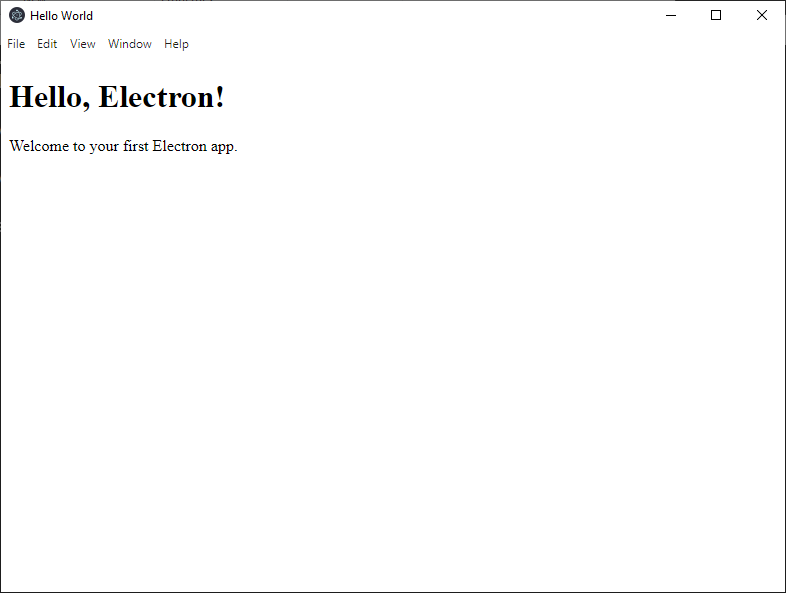 Hello World
File Edit View Window Help
Hello, Electron!
Welcome to your first Electron app.